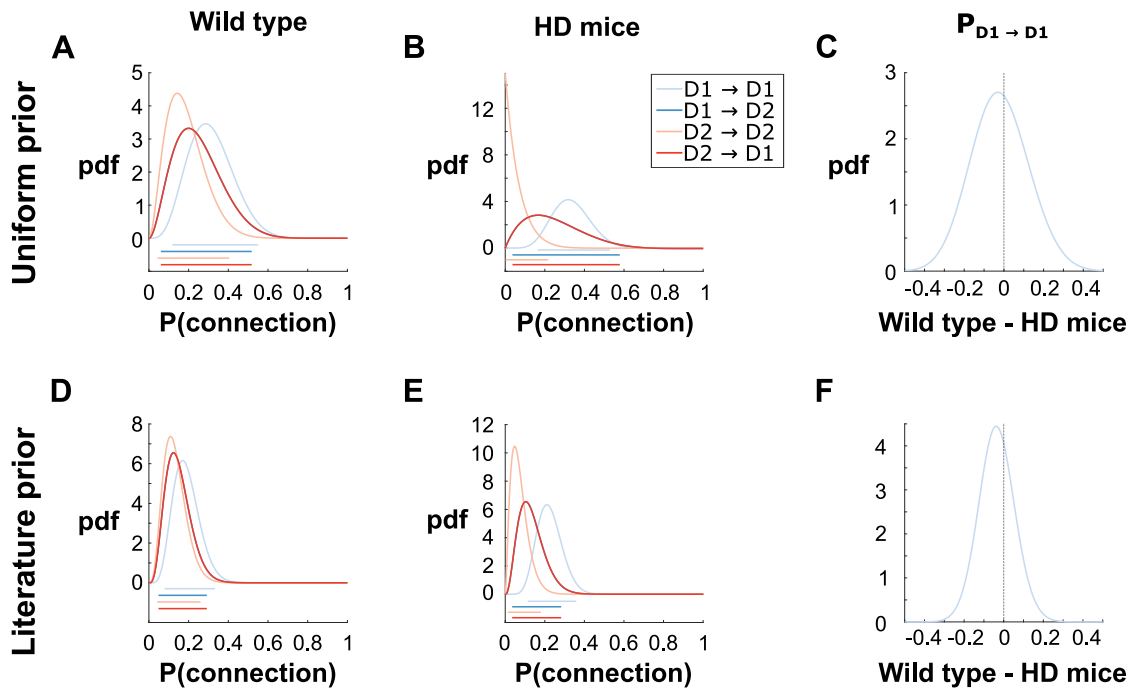 Wild type
HD mice
P D1 → D1
A
B
C
Uniform prior
pdf
5
4
3
2
1
0
0 0.2 0.4 0.6 0.8 1
P(connection)
12
8
4
0
0 0.2 0.4 0.6 0.8 1
P(connection)
D1 → D1
D1 → D2
D2 → D2
D2 → D1
pdf
3
2
1
0
-0.4 -0.2 0 0.2 0.4
Wild type - HD mice
D
E
F
Literature prior
pdf
8
7
6
5
4
3
2
1
0
0 0.2 0.4 0.6 0.8 1
P(connection)
pdf
12
10
8
6
4
2
0
0 0.2 0.4 0.6 0.8 1
P(connection)
4
3
2
1
0
-0.4 -0.2 0 0.2 0.4
Wild type - HD mice